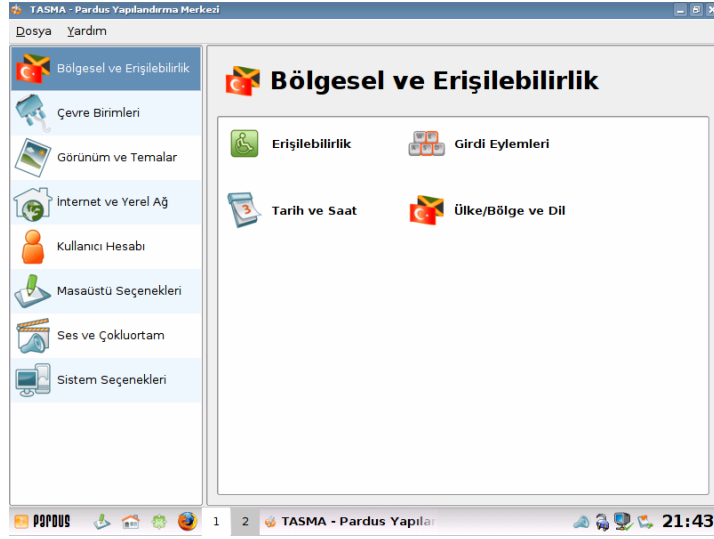 TASMA - Pardus Yapılandırma Merkezi
Dosya Yardım
Bölgesel ve Erişilebilirlik
Çevre Birimleri
Görünüm ve Temalar
İnternet ve Yerel Ağ
Kullanıcı Hesabı
Masaüstü Seçenekleri
Ses ve Çokluortam
Sistem Seçenekleri
Bölgesel ve Erişilebilirlik
Erişilebilirlik Girdi Eylemleri
3 Tarih ve Saat Ülke/Bölge ve Dil
PARDUS 1 2 TASMA - Pardus Yapılar 21:43